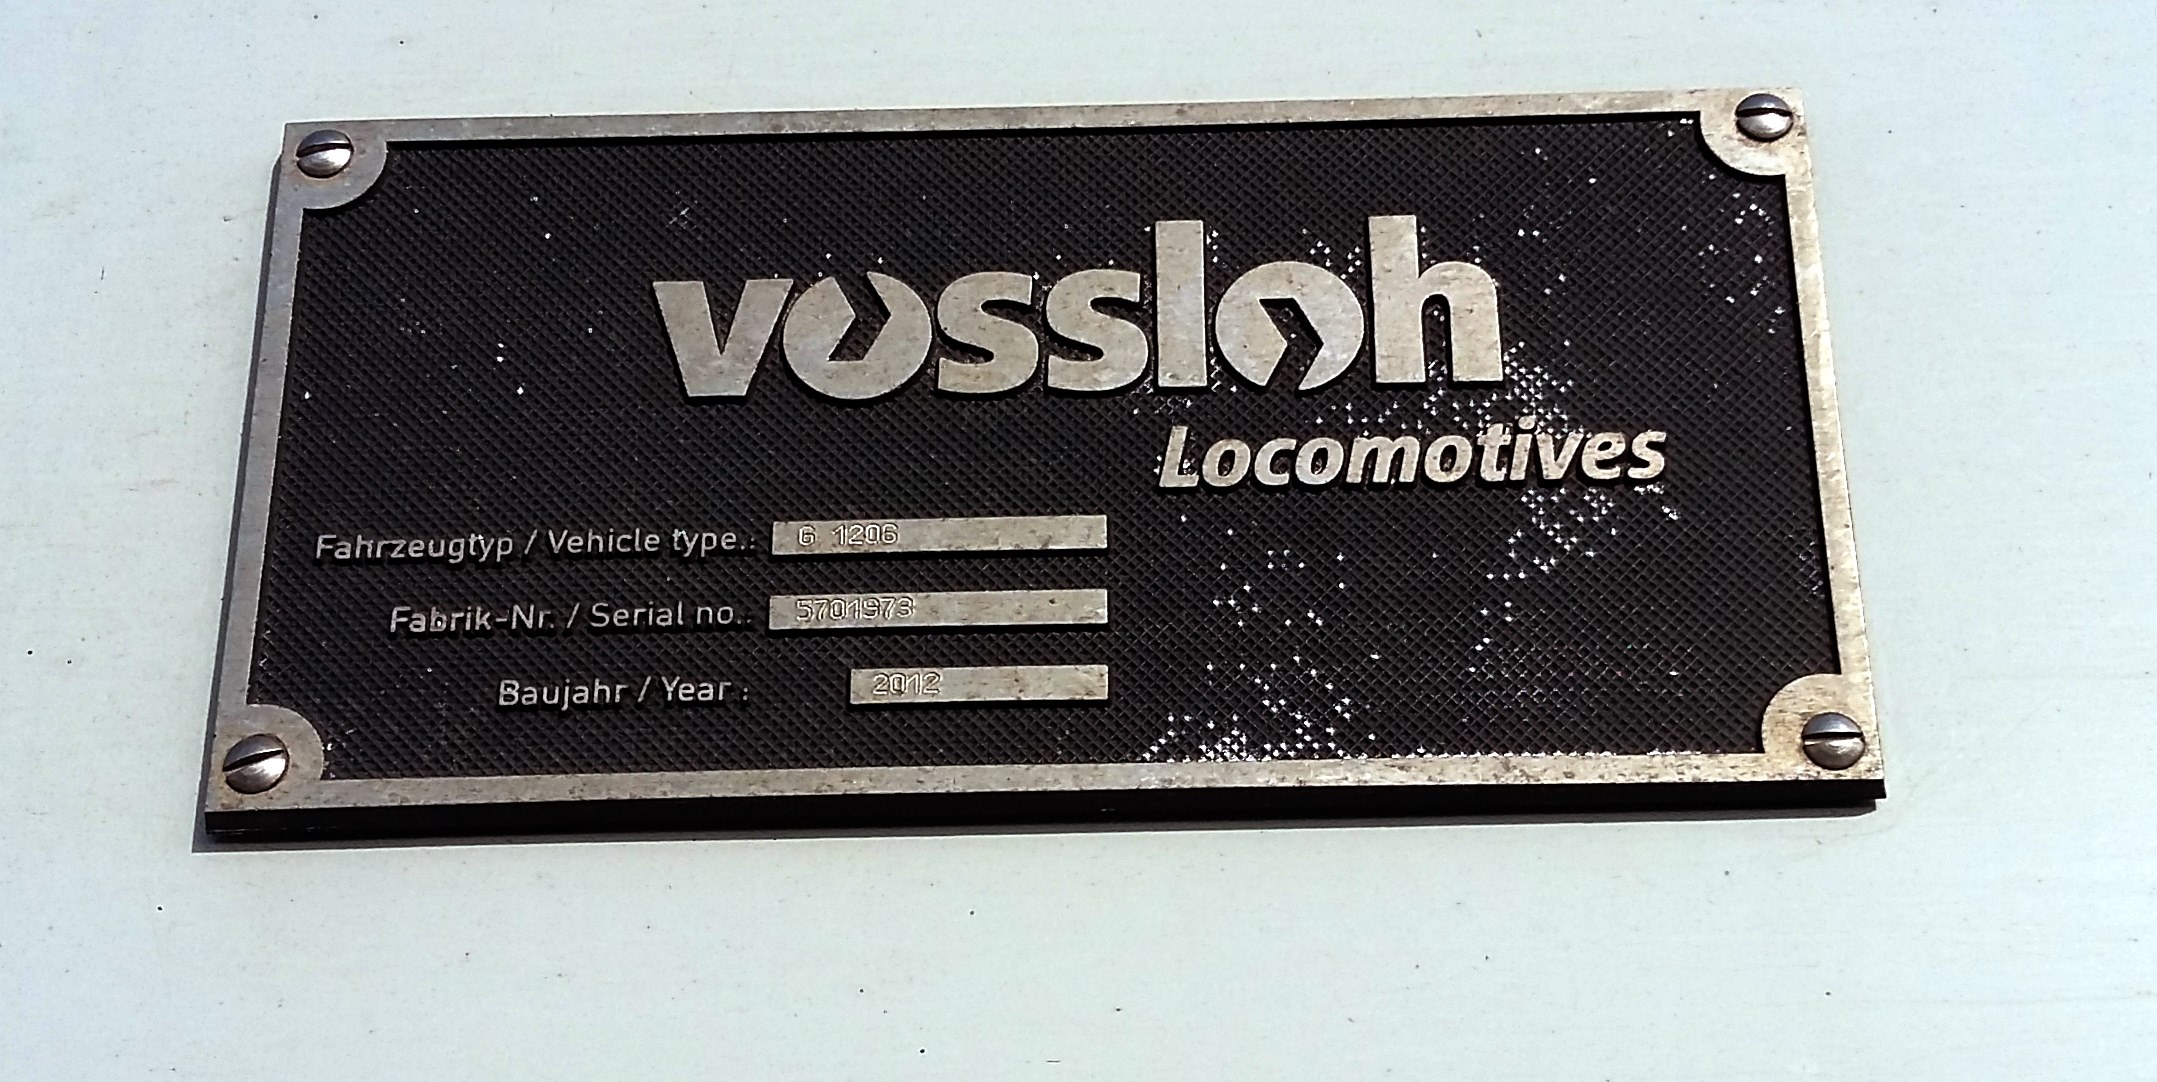 vossloh
Locomotives
Fahrzeugtyp / Vehicle type.: G 1206
Fabrik-Nr. / Serial no.: 5701973
Baujahr / Year : 2012